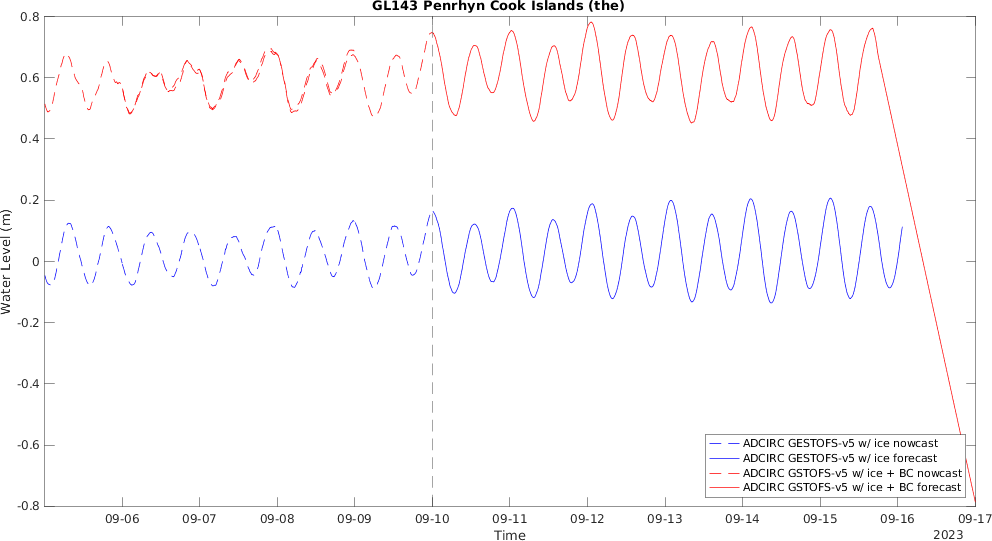 GL143 Penrhyn Cook Islands (the)
Water Level (m)
0.8
0.6
0.4
0.2
0
-0.2
-0.4
-0.6
-0.8
ADCIRC GESTOFS-v5 w/ ice nowcast
ADCIRC GESTOFS-v5 w/ ice forecast
ADCIRC GSTOFS-v5 w/ ice + BC nowcast
ADCIRC GSTOFS-v5 w/ ice + BC forecast
09-06 09-07 09-08 09-09 09-10 09-11 09-12 09-13 09-14 09-15 09-16 09-17
Time
2023